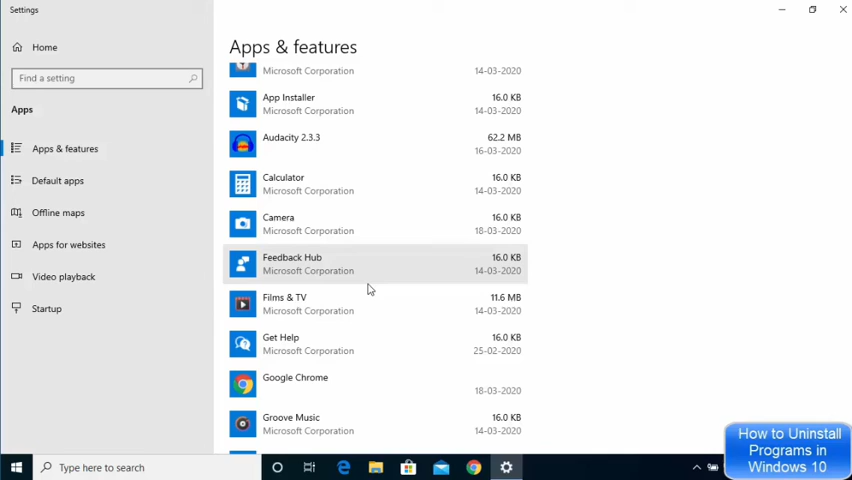 Settings
Home
Find a setting
Apps
Apps & features
Default apps
Offline maps
Apps for websites
Video playback
Startup
Apps & features
Microsoft Corporation 14-03-2020
App Installer 16.0 KB
Microsoft Corporation 14-03-2020
Audacity 2.3.3 62.2 MB
16-03-2020
Calculator 16.0 KB
Microsoft Corporation 14-03-2020
Camera 16.0 KB
Microsoft Corporation 18-03-2020
Feedback Hub 16.0 KB
Microsoft Corporation 14-03-2020
Films & TV 11.6 MB
Microsoft Corporation 14-03-2020
Get Help 16.0 KB
Microsoft Corporation 25-02-2020
Google Chrome
18-03-2020
Groove Music 16.0 KB
Microsoft Corporation 14-03-2020
How to Uninstall
Programs in
Windows 10
Type here to search